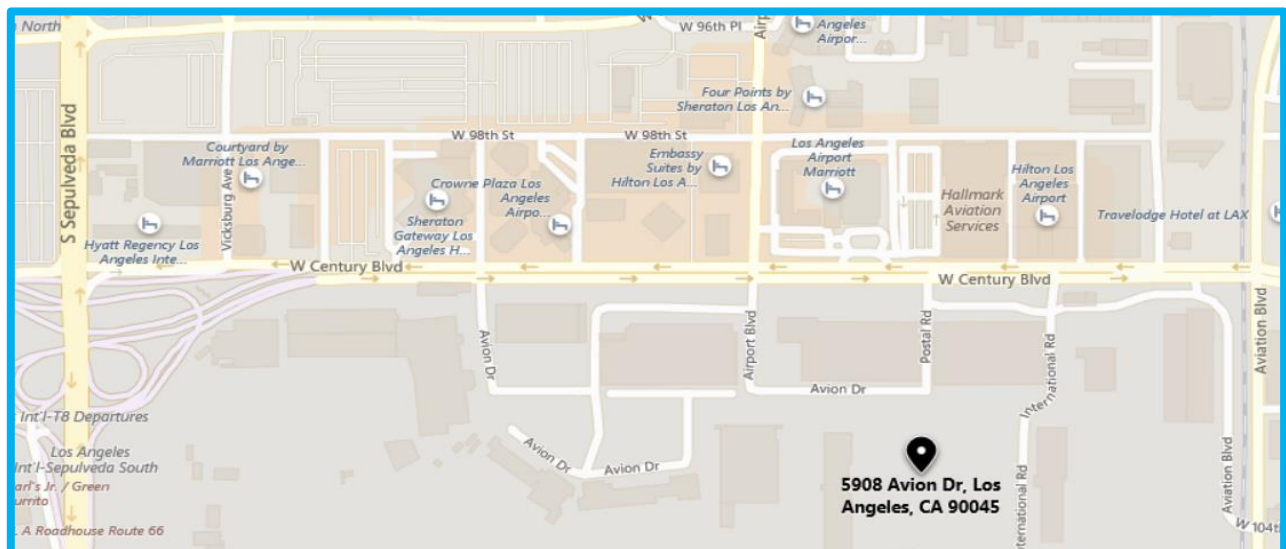 North
W 96th Pl
Angeles
Airpor...
Four Points by
Sheraton Los An...
S Sepulveda Blvd
W 98th St
W 98th St
Courtyard by
Marriott Los Ange...
Vicksburg Ave
Crowne Plaza Los
Angeles
Airpo...
Embassy
Suites by
Hilton Los A...
Los Angeles
Airport
Marriott
Hallmark
Aviation
Services
Hilton Los
Angeles
Airport
Travelodge Hotel at LAX
Hyatt Regency Los
Angeles Inte...
Sheraton
Gateway Los
Angeles H...
W Century Blvd
W Century Blvd
Avion Dr
Airport Blvd
Postal Rd
International Rd
Aviation Blvd
Avion Dr
Int'l-T8 Departures
Los Angeles
Int'l-Sepulveda South
arl's Jr. / Green
urrito
L A Roadhouse Route 66
Avion Dr
Avion Dr
5908 Avion Dr, Los
Angeles, CA 90045
International Rd
Aviation Blvd
W 104th